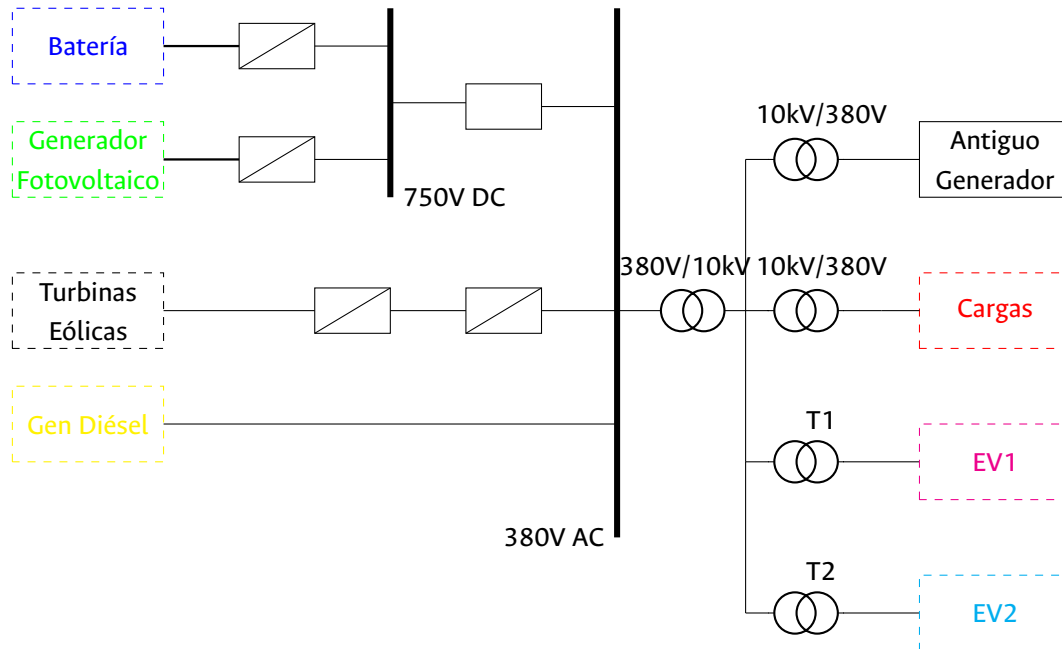 Batería
Generador
Fotovoltaico
750V DC
10kV/380V
Antiguo
Generador
Turbinas
Eólicas
380V/10kV
10kV/380V
Cargas
Gen Diésel
T1
EV1
380V AC
T2
EV2